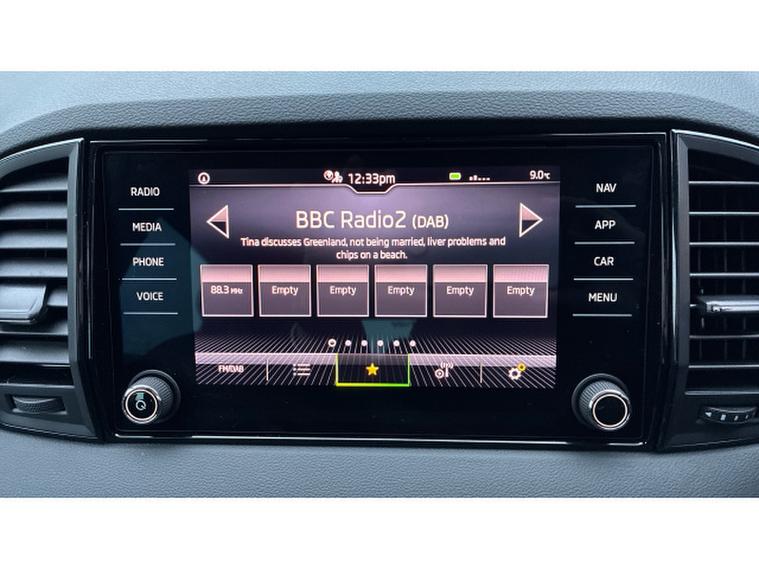 12:33pm
9.0°C
RADIO
MEDIA
PHONE
VOICE
BBC Radio2 (DAB)
Tina discusses Greenland, not being married, liver problems and
chips on a beach.
88.3 MHz
Empty
Empty
Empty
Empty
Empty
FM/DAB
NAV
APP
CAR
MENU